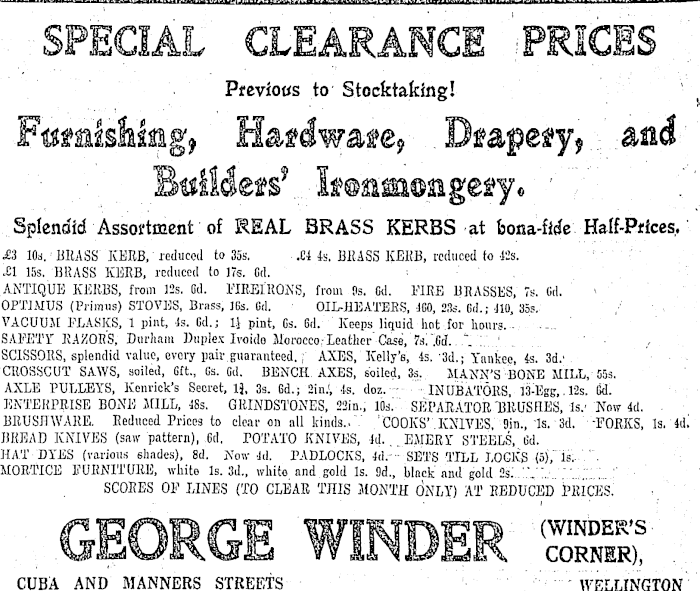 SPECIAL CLEARANCE PRICES
Previous to Stocktaking!
Furnishing, Hardware, Drapery, and
Builders' Ironmongery.
Splendid Assortment of REAL BRASS KERBS at bona-fide Half-Prices.
£3 10s. BRASS KERB, reduced to 35s. £4 4s. BRASS KERB, reduced to 42s.
£1 15s. BRASS KERB, reduced to 17s. 6d.
ANTIQUE KERBS, from 12s. 6d. FIREIRONS, from 9s. 6d. FIRE BRASSES, 7s. 6d.
OPTIMUS (Primus) STOVES, Brass, 16s. 6d. OIL-HEATERS, 460, 23s. 6d.; 410, 35s.
VACUUM FLASKS, 1 pint, 4s. 6d.; 1½ pint, 6s. 6d. Keeps liquid hot for hours.
SAFETY RAZORS, Durham Duplex Ivoide Morocco Leather Case, 7s. 6d.
SCISSORS, splendid value, every pair guaranteed. AXES, Kelly's, 4s. 3d.; Yankee, 4s. 3d.
CROSSCUT SAWS, soiled, 6ft., 6s. 6d. BENCH AXES, soiled, 3s. MANN'S BONE MILL, 55s.
AXLE PULLEYS, Kenrick's Secret, 1¾, 3s. 6d.; 2in., 4s. doz. INUBATORS, 13-Egg, 12s. 6d.
ENTERPRISE BONE MILL, 48s. GRINDSTONES, 22in., 10s. SEPARATOR BRUSHES, 1s. Now 4d.
BRUSHWARE. Reduced Prices to clear on all kinds. COOKS' KNIVES, 9in., 1s. 3d. FORKS, 1s. 4d.
BREAD KNIVES (saw pattern), 6d. POTATO KNIVES, 4d. EMERY STEELS, 6d.
HAT DYES (various shades), 8d. Now 4d. PADLOCKS, 4d. SETS TILL LOCKS (5), 1s.
MORTICE FURNITURE, white 1s. 3d., white and gold 1s. 9d., black and gold 2s.
SCORES OF LINES (TO CLEAR THIS MONTH ONLY) AT REDUCED PRICES.
GEORGE WINDER (WINDER'S CORNER),
CUBA AND MANNERS STREETS WELLINGTON